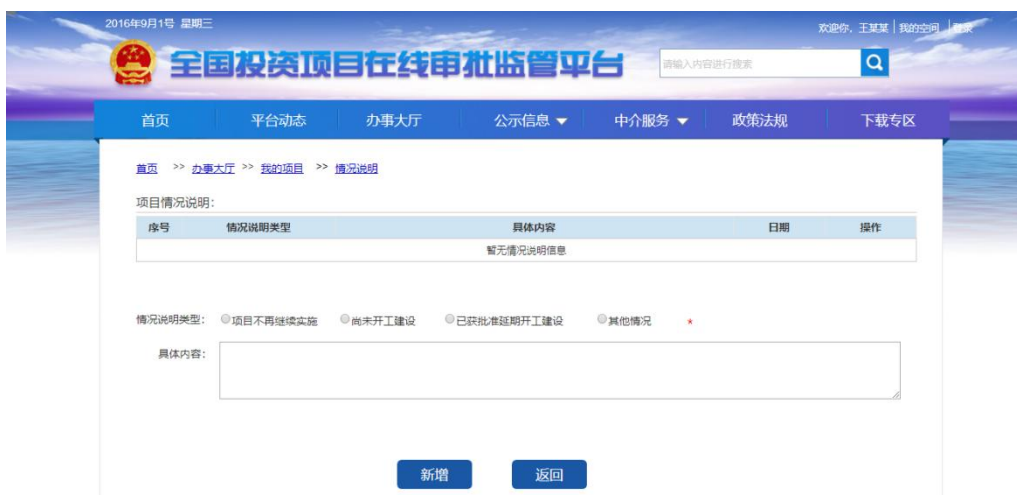 2016年9月1号 星期三
欢迎你，王某某 | 我的空间 | 登录
全国投资项目在线审批监管平台
请输入内容进行搜索
首页 平台动态 办事大厅 公示信息 中介服务 政策法规 下载专区
首页 >> 办事大厅 >> 我的项目 >> 情况说明
项目情况说明：
序号 情况说明类型 具体内容 日期 操作
暂无情况说明信息
情况说明类型： 项目不再继续实施 尚未开工建设 已获批准延期开工建设 其他情况 *
具体内容：
新增 返回